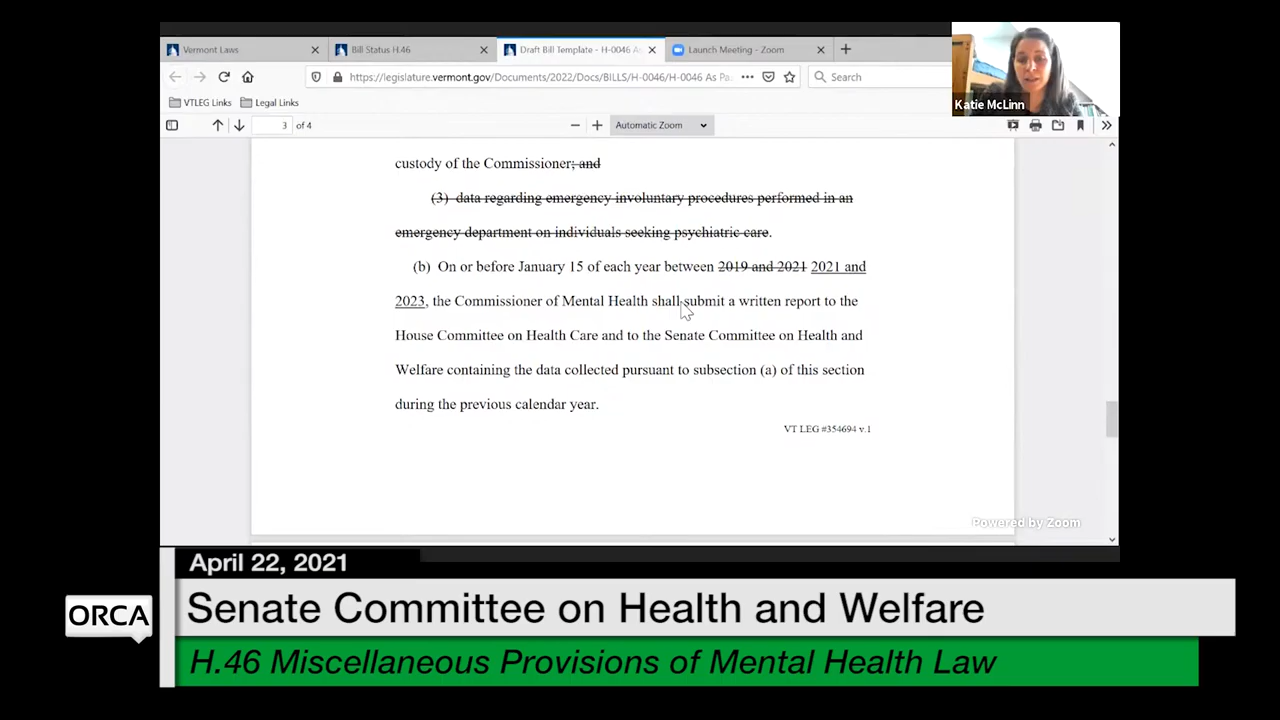 Vermont Laws
Bill Status H.46
Draft Bill Template - H-0046 As
Launch Meeting - Zoom
https://legislature.vermont.gov/Documents/2022/Docs/BILLS/H-0046/H-0046 As Pa
Search
VTLEG Links
Legal Links
3 of 4
Automatic Zoom
Katie McLinn
custody of the Commissioner; and
(3) data regarding emergency involuntary procedures performed in an
emergency department on individuals seeking psychiatric care.
(b) On or before January 15 of each year between 2019 and 2021 2021 and
2023, the Commissioner of Mental Health shall submit a written report to the
House Committee on Health Care and to the Senate Committee on Health and
Welfare containing the data collected pursuant to subsection (a) of this section
during the previous calendar year.
VT LEG #354694 v.1
Powered by Zoom
April 22, 2021
ORCA
Senate Committee on Health and Welfare
H.46 Miscellaneous Provisions of Mental Health Law